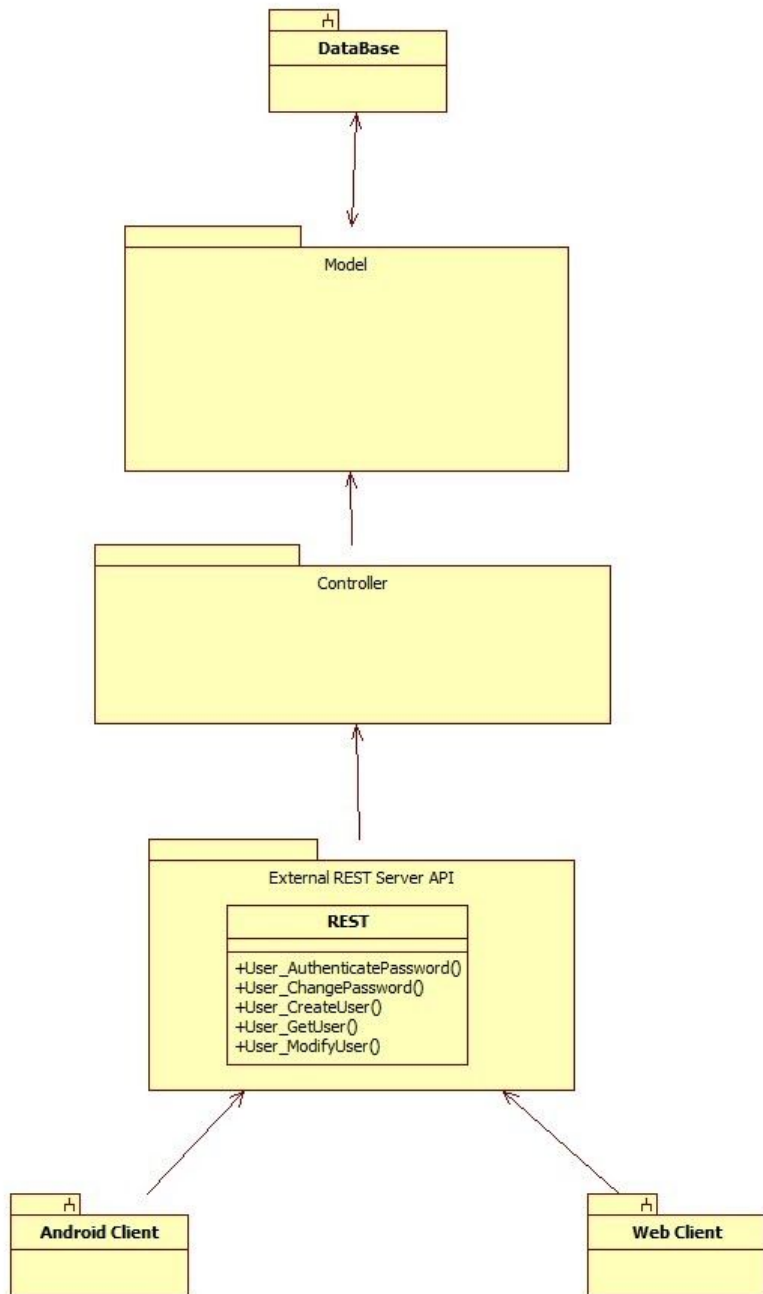 DataBase
Model
Controller
External REST Server API
REST
+User_AuthenticatePassword()
+User_ChangePassword()
+User_CreateUser()
+User_GetUser()
+User_ModifyUser()
Android Client
Web Client